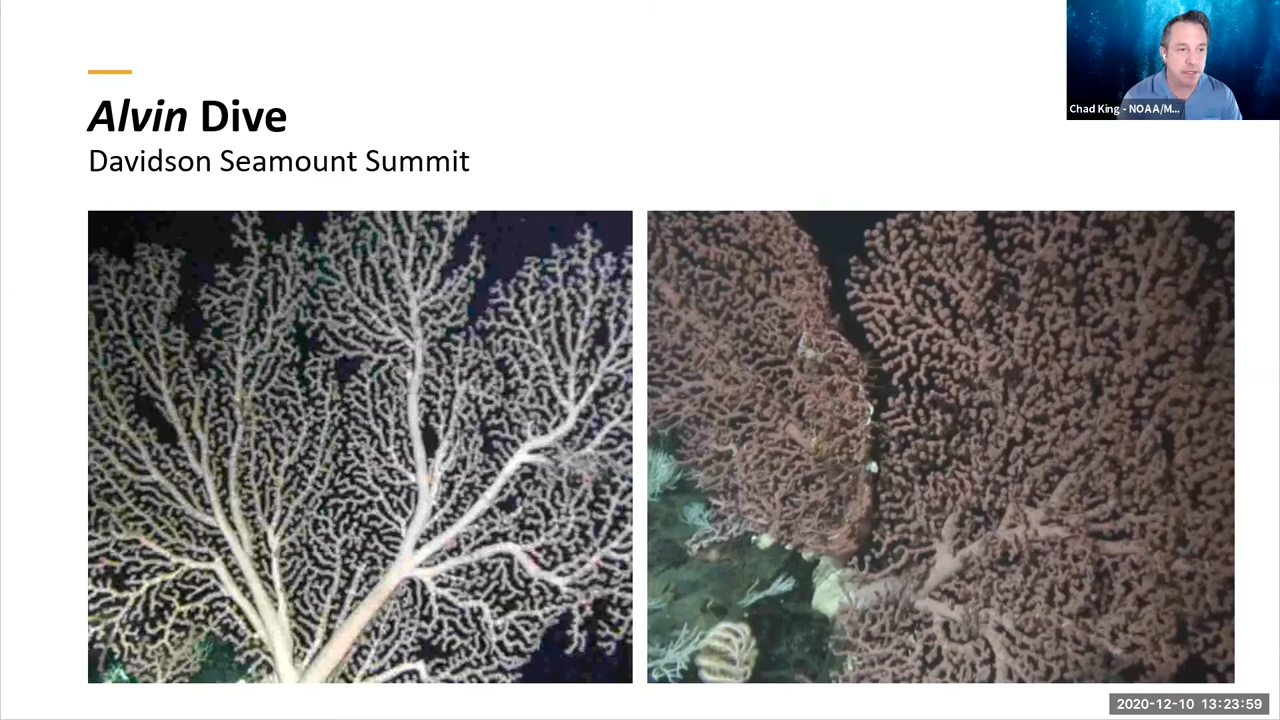 Alvin Dive
Davidson Seamount Summit
Chad King - NOAA/M...
2020-12-10 13:23:59